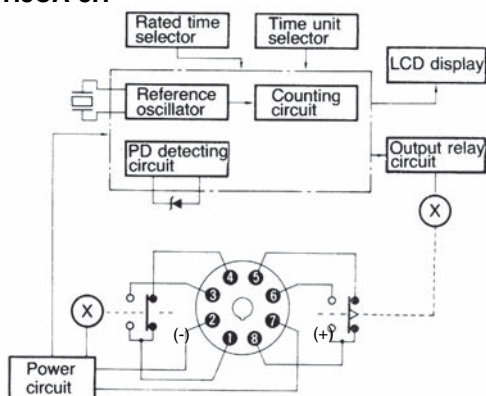 Rated time
selector
Time unit
selector
LCD display
Reference
oscillator
Counting
circuit
PD detecting
circuit
Output relay
circuit
X
4
5
3
6
X
2
7
(-)
(+)
1
8
Power
circuit